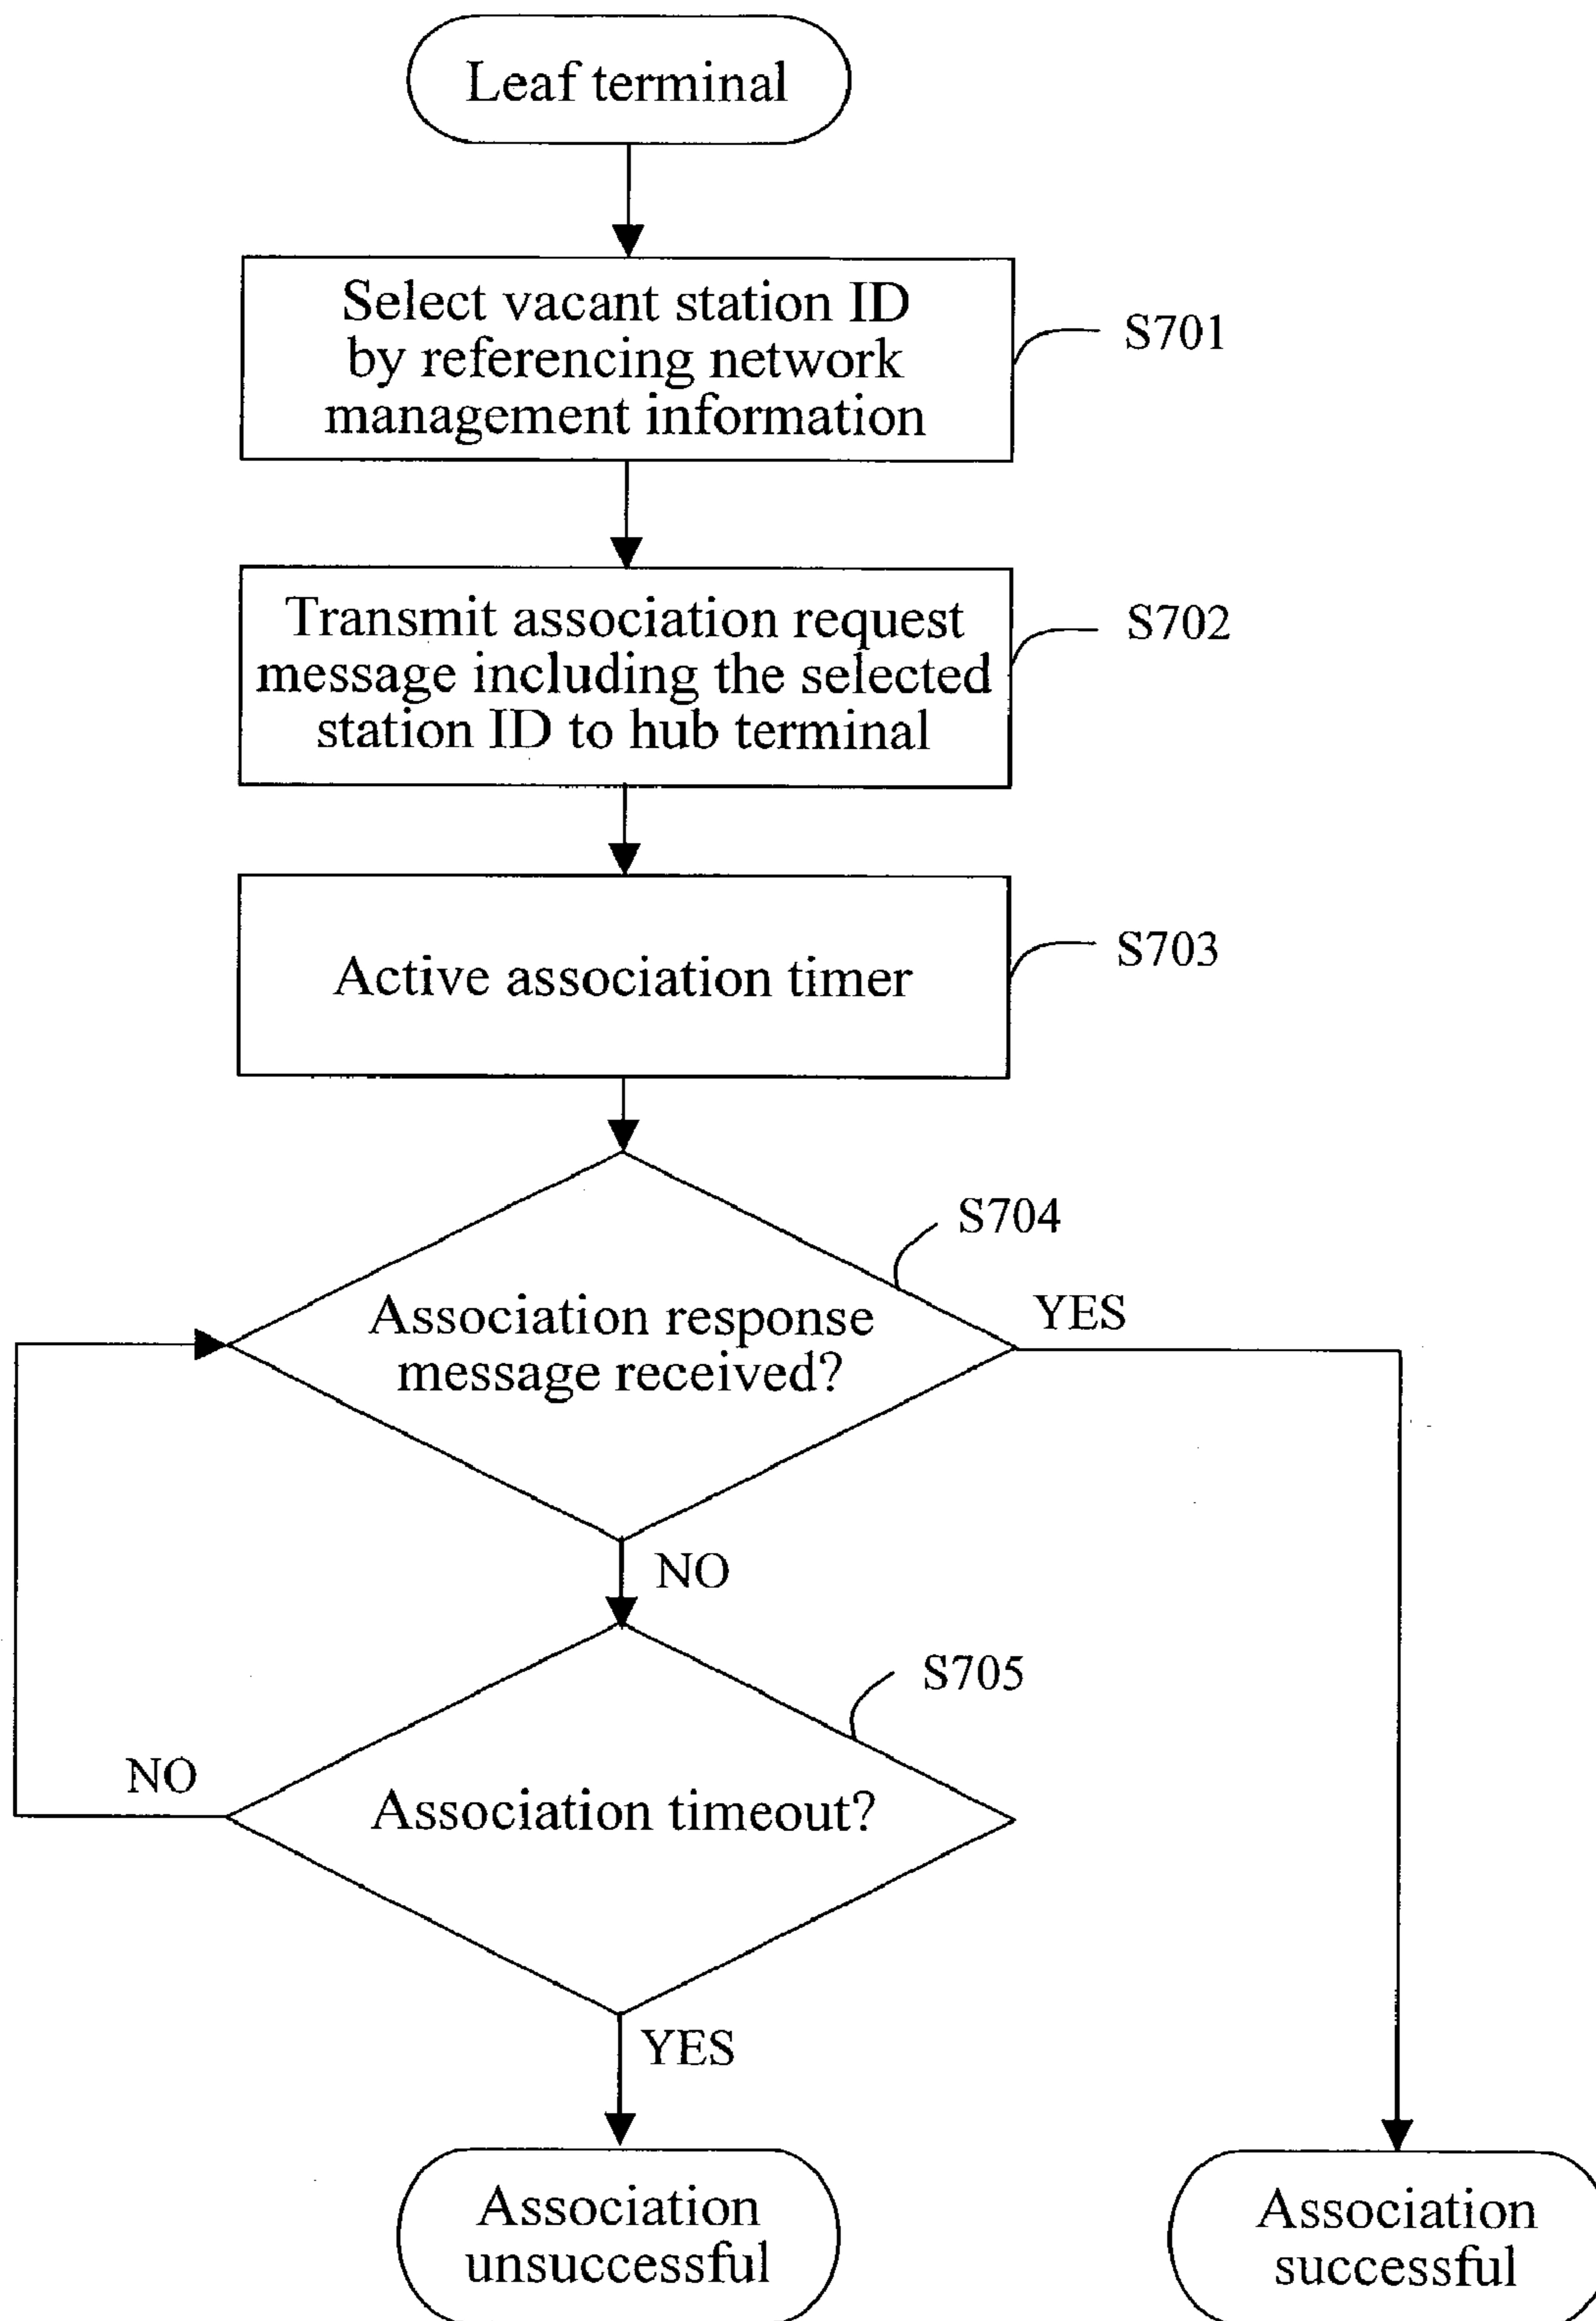 Leaf terminal
Select vacant station ID
by referencing network
management information
S701
Transmit association request
message including the selected
station ID to hub terminal
S702
Active association timer
S703
S704
Association response
message received?
YES
NO
S705
Association timeout?
NO
YES
Association
unsuccessful
Association
successful